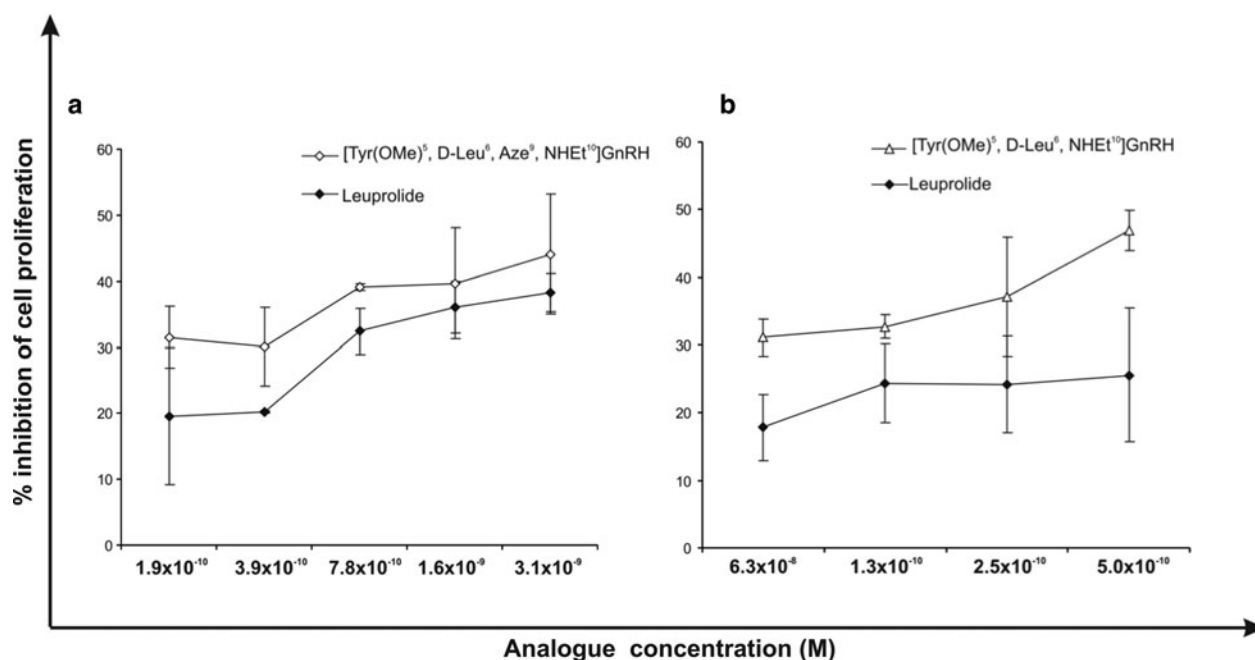 a
[Tyr(OMe)⁵, D-Leu⁶, Aze⁹, NHEt¹⁰]GnRH
Leuprolide
60
50
40
30
20
10
0
1.9x10⁻¹⁰ 3.9x10⁻¹⁰ 7.8x10⁻¹⁰ 1.6x10⁻⁹ 3.1x10⁻⁹
b
[Tyr(OMe)⁵, D-Leu⁶, NHEt¹⁰]GnRH
Leuprolide
60
50
40
30
20
10
0
6.3x10⁻⁸ 1.3x10⁻¹⁰ 2.5x10⁻¹⁰ 5.0x10⁻¹⁰
% inhibition of cell proliferation
Analogue concentration (M)